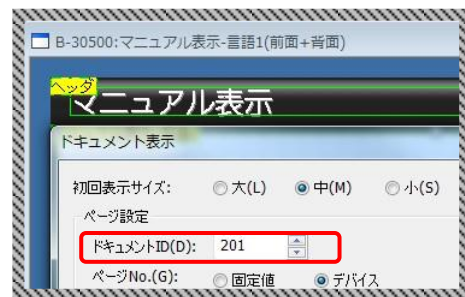 B-30500:マニュアル表示-言語1(前面+背面)
ヘッダ
マニュアル表示
ドキュメント表示
初回表示サイズ: 大(L) 中(M) 小(S)
ページ設定
ドキュメントID(D): 201
ページNo.(G): 固定値 デバイス